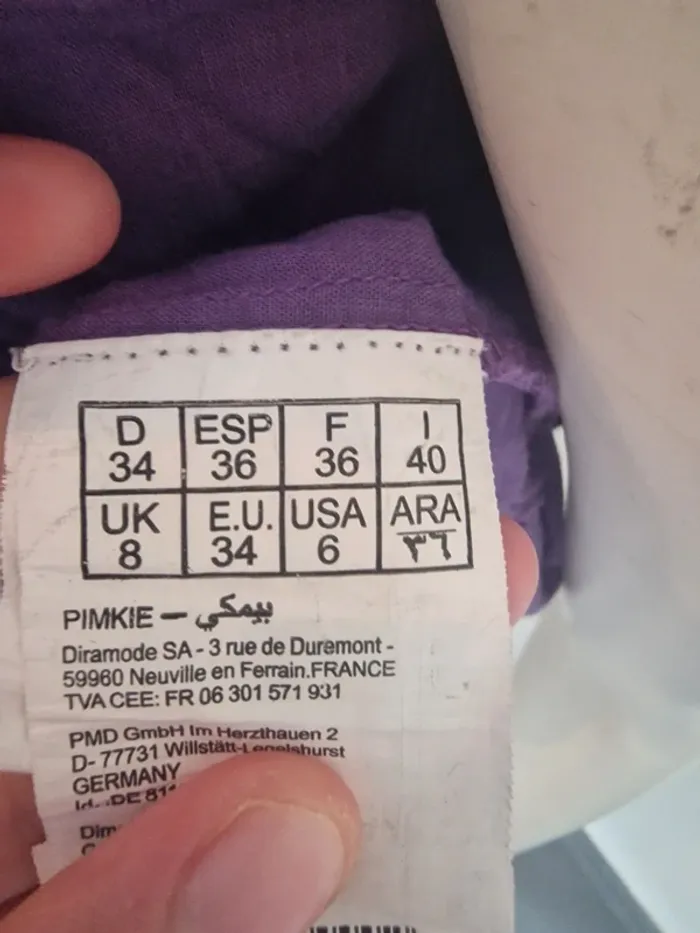 D ESP F I
34 36 36 40
UK E.U. USA ARA
8 34 6 ٣٦
PIMKIE – بيمكي
Diramode SA - 3 rue de Duremont -
59960 Neuville en Ferrain.FRANCE
TVA CEE: FR 06 301 571 931
PMD GmbH Im Herzthauen 2
D- 77731 Willstätt-Legelshurst
GERMANY